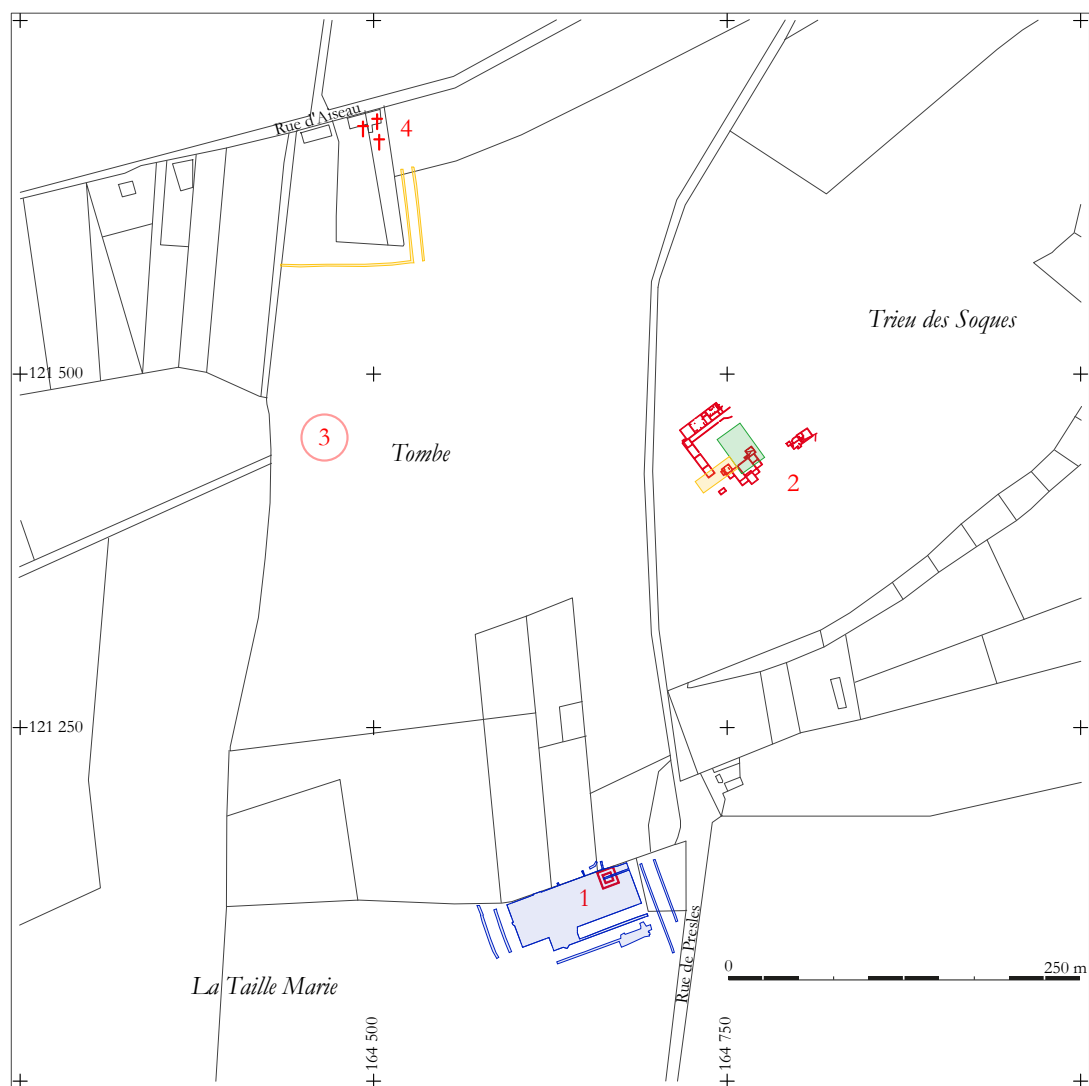 Rue d'Aiseau
4
Trieu des Soques
121 500
3
Tombe
2
121 250
1
Rue de Presles
0
250 m
La Taille Marie
164 500
164 750